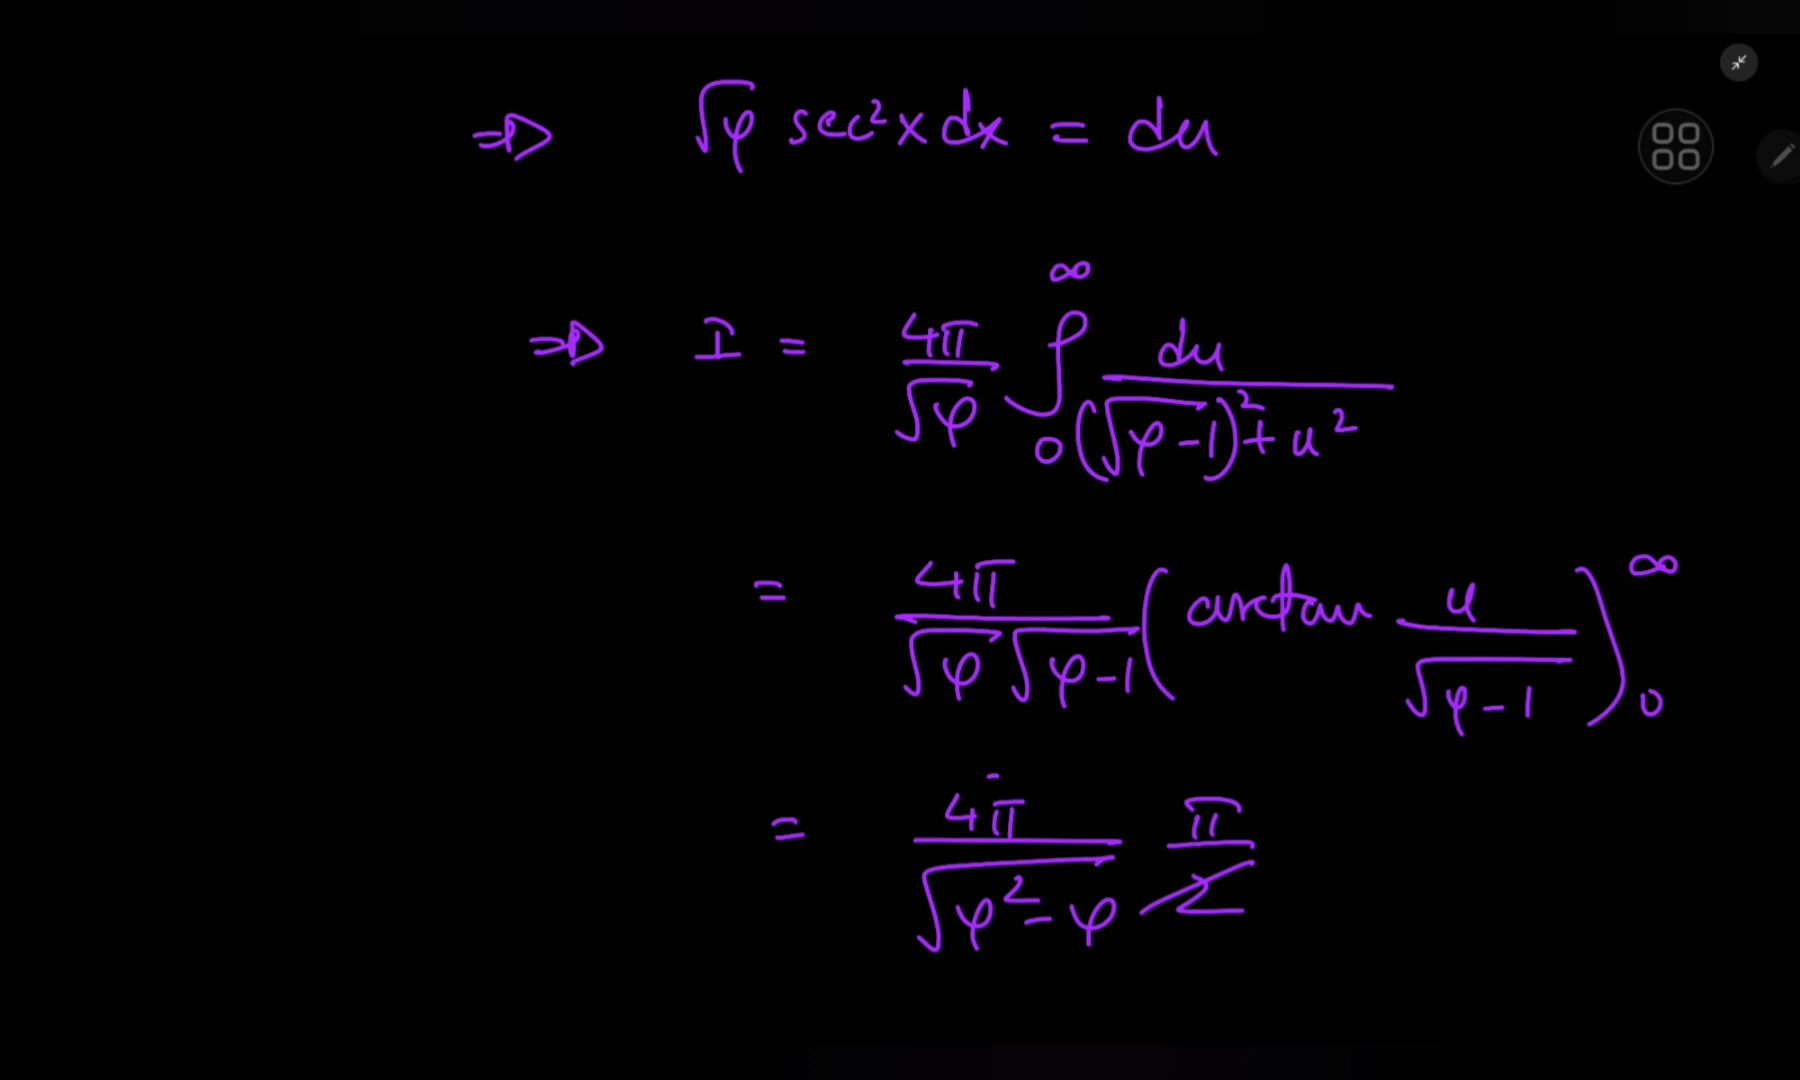 ⇒ √φ sec²x dx = du
⇒ I = 4π/√φ ∫₀^∞ du/((√φ-1)² + u²)
= 4π/(√φ √(φ-1)) (arctan u/√(φ-1))₀^∞
= 4π/√(φ²-φ) π/2